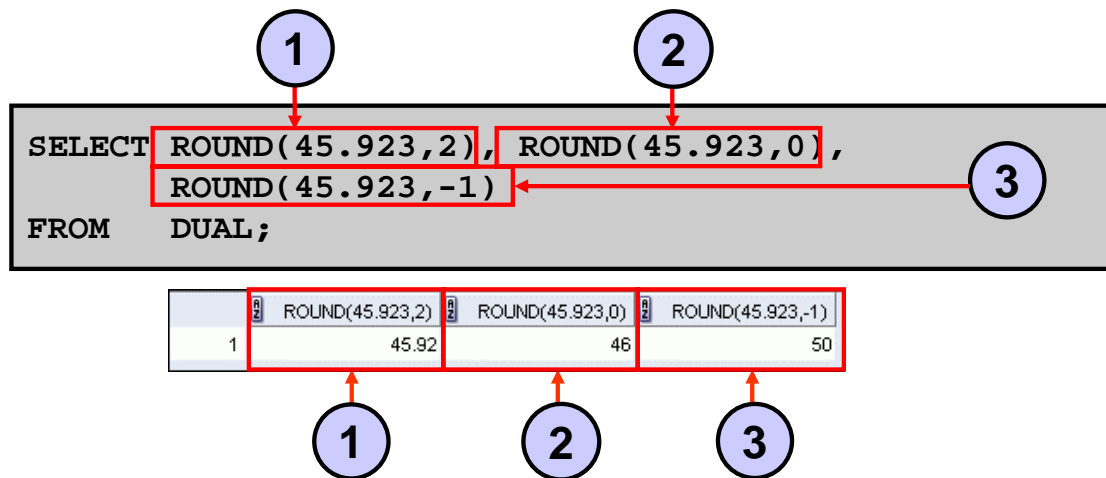 1 2
SELECT ROUND(45.923,2), ROUND(45.923,0),
ROUND(45.923,-1) 3
FROM DUAL;
A Z ROUND(45.923,2) A Z ROUND(45.923,0) A Z ROUND(45.923,-1)
1 45.92 46 50
1 2 3